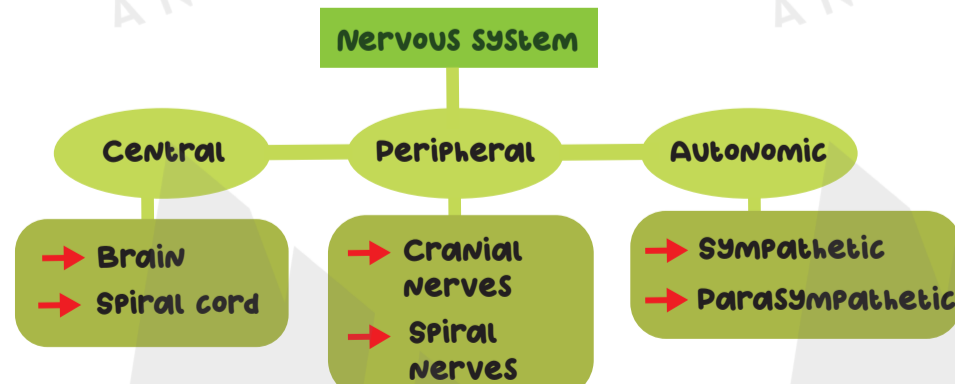 Nervous system
Central
Peripheral
Autonomic
Brain
Spiral cord
Cranial
nerves
Spiral
nerves
Sympathetic
Parasympathetic